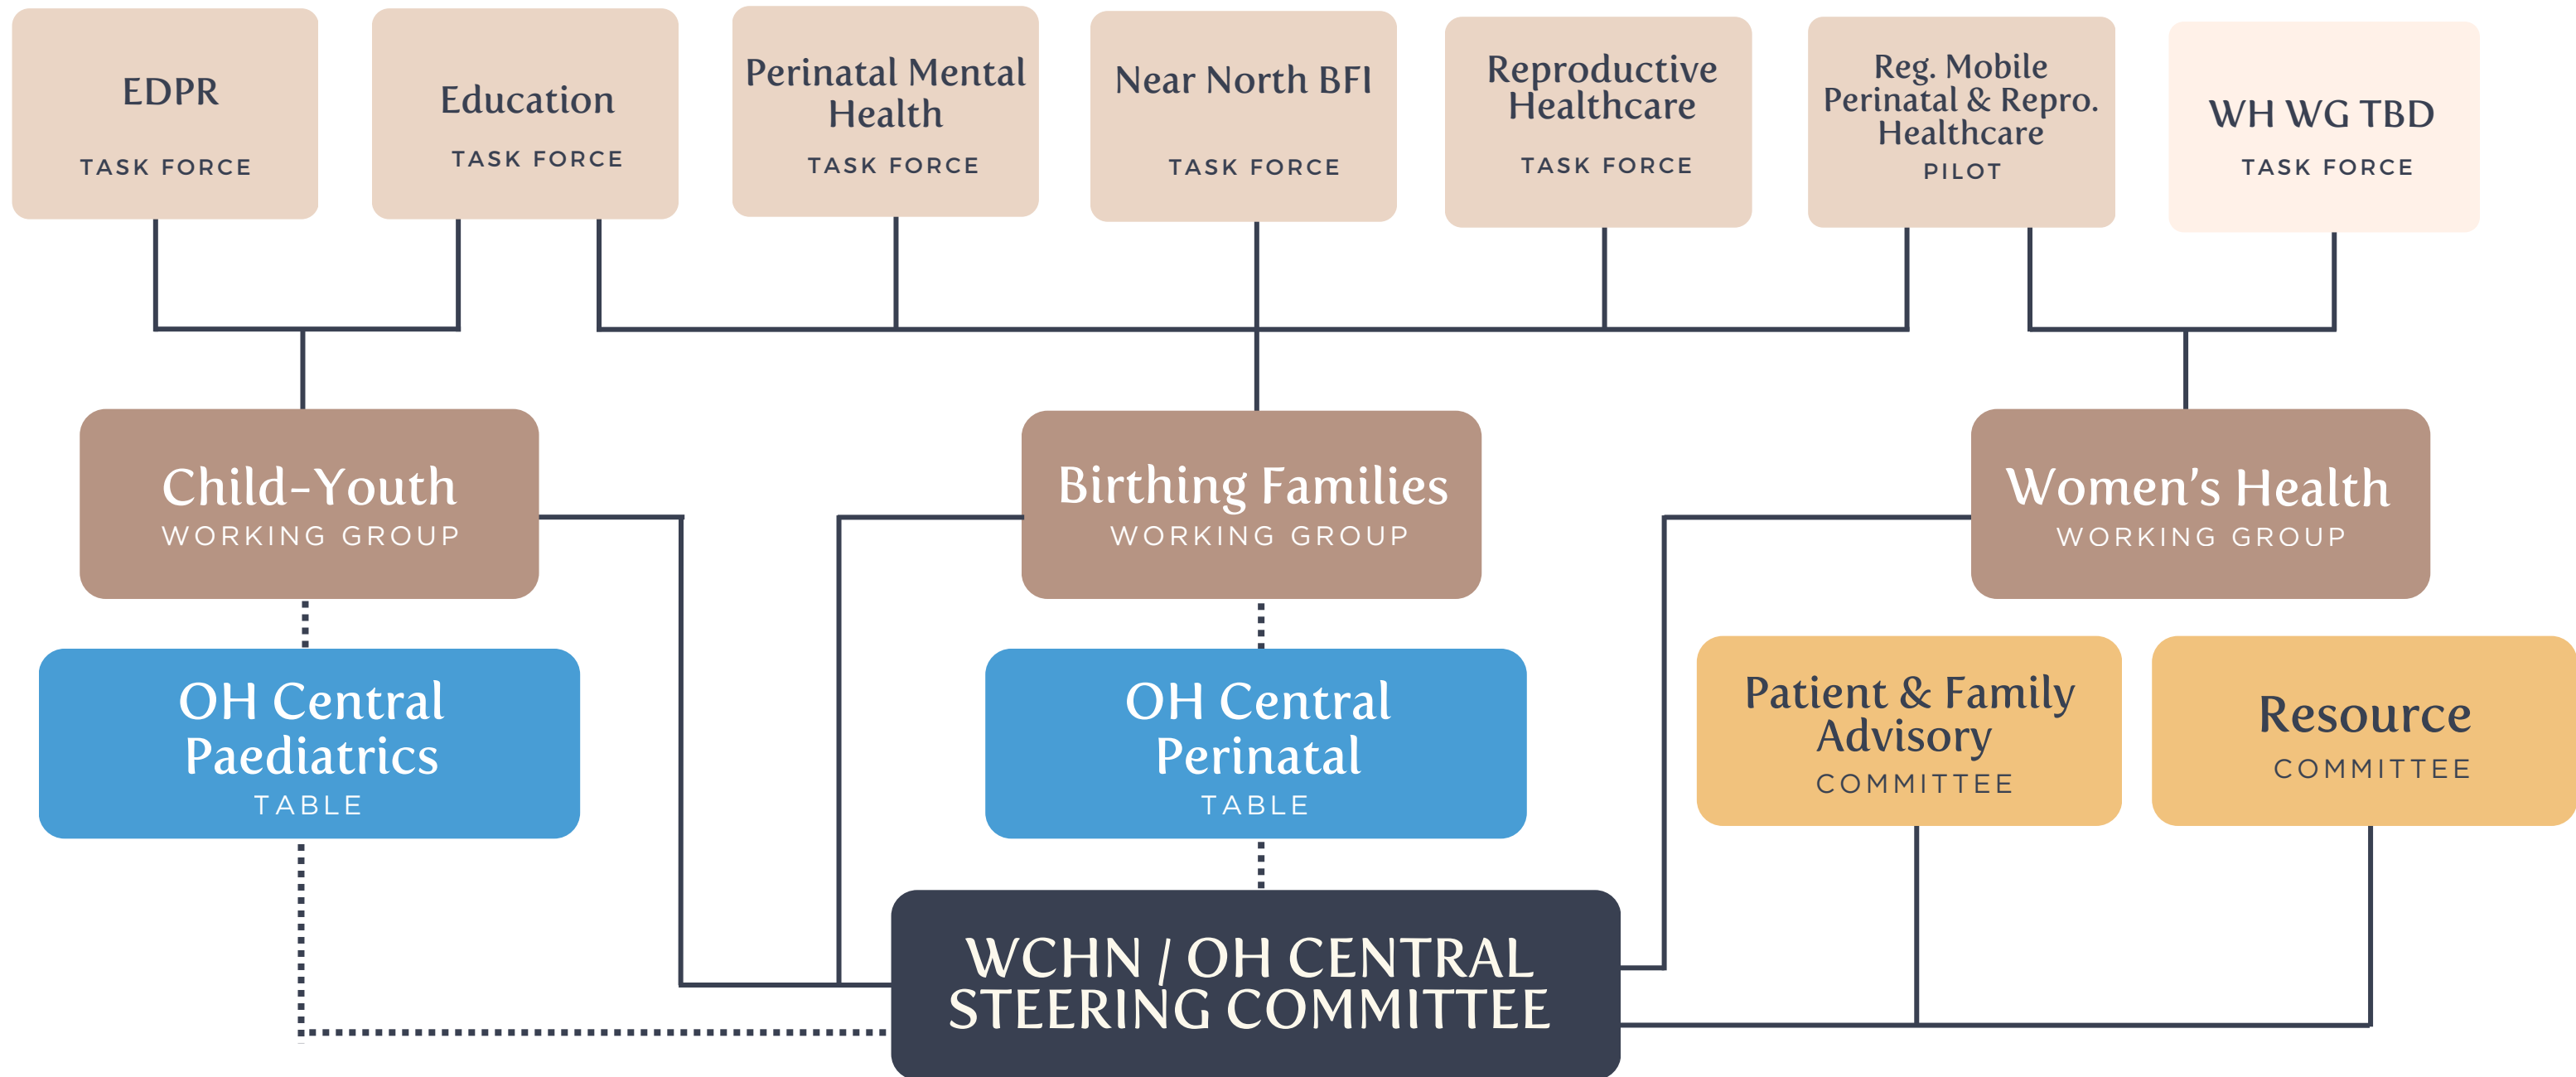 EDPR
TASK FORCE
Education
TASK FORCE
Perinatal Mental
Health
TASK FORCE
Near North BFI
TASK FORCE
Reproductive
Healthcare
TASK FORCE
Reg. Mobile
Perinatal & Repro.
Healthcare
PILOT
WH WG TBD
TASK FORCE
Child-Youth
WORKING GROUP
Birthing Families
WORKING GROUP
Women's Health
WORKING GROUP
OH Central
Paediatrics
TABLE
OH Central
Perinatal
TABLE
Patient & Family
Advisory
COMMITTEE
Resource
COMMITTEE
WCHN / OH CENTRAL
STEERING COMMITTEE